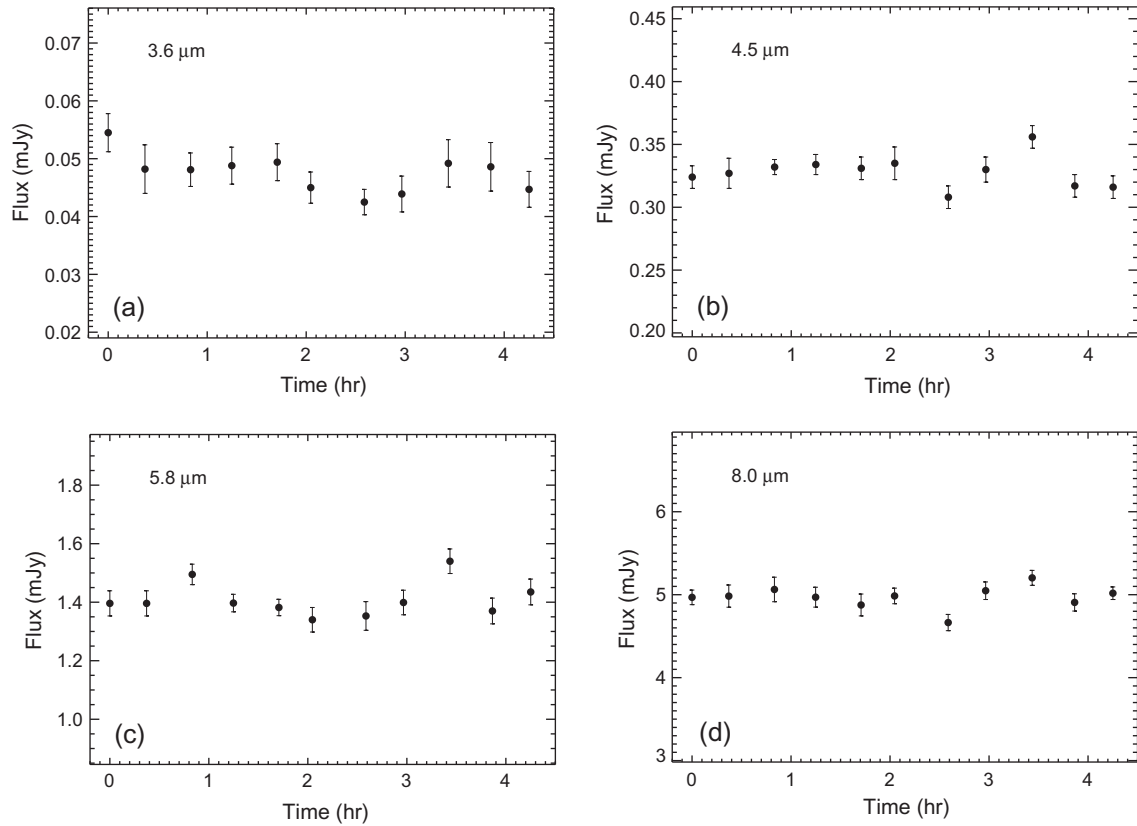 0.07
0.06
0.05
0.04
0.03
0.02
Flux (mJy)
3.6 μm
(a)
0 1 2 3 4
Time (hr)
0.45
0.40
0.35
0.30
0.25
0.20
Flux (mJy)
4.5 μm
(b)
0 1 2 3 4
Time (hr)
1.8
1.6
1.4
1.2
1.0
Flux (mJy)
5.8 μm
(c)
0 1 2 3 4
Time (hr)
6
5
4
3
Flux (mJy)
8.0 μm
(d)
0 1 2 3 4
Time (hr)